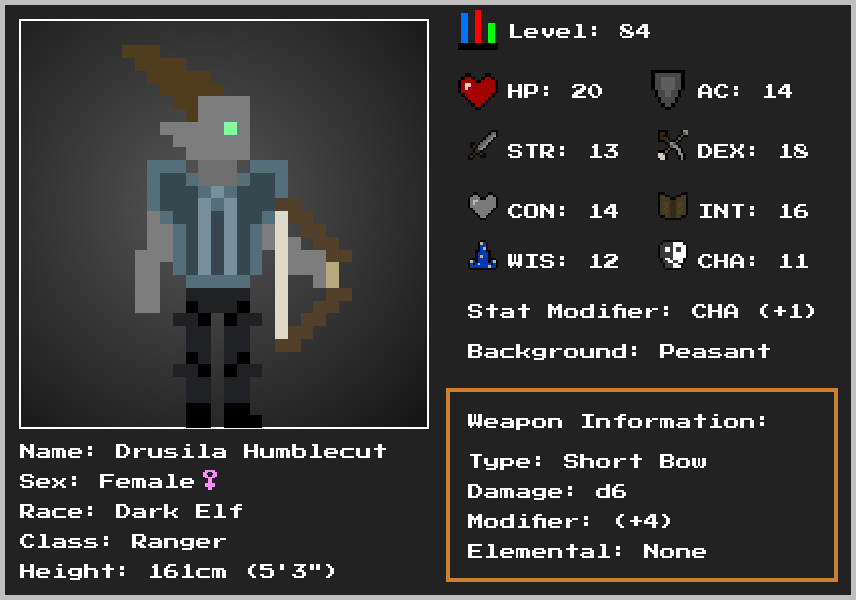 Level: 84
HP: 20 AC: 14
STR: 13 DEX: 18
CON: 14 INT: 16
WIS: 12 CHA: 11
Stat Modifier: CHA (+1)
Background: Peasant
Weapon Information:
Type: Short Bow
Damage: d6
Modifier: (+4)
Elemental: None
Name: Drusila Humblecut
Sex: Female♀
Race: Dark Elf
Class: Ranger
Height: 161cm (5'3")